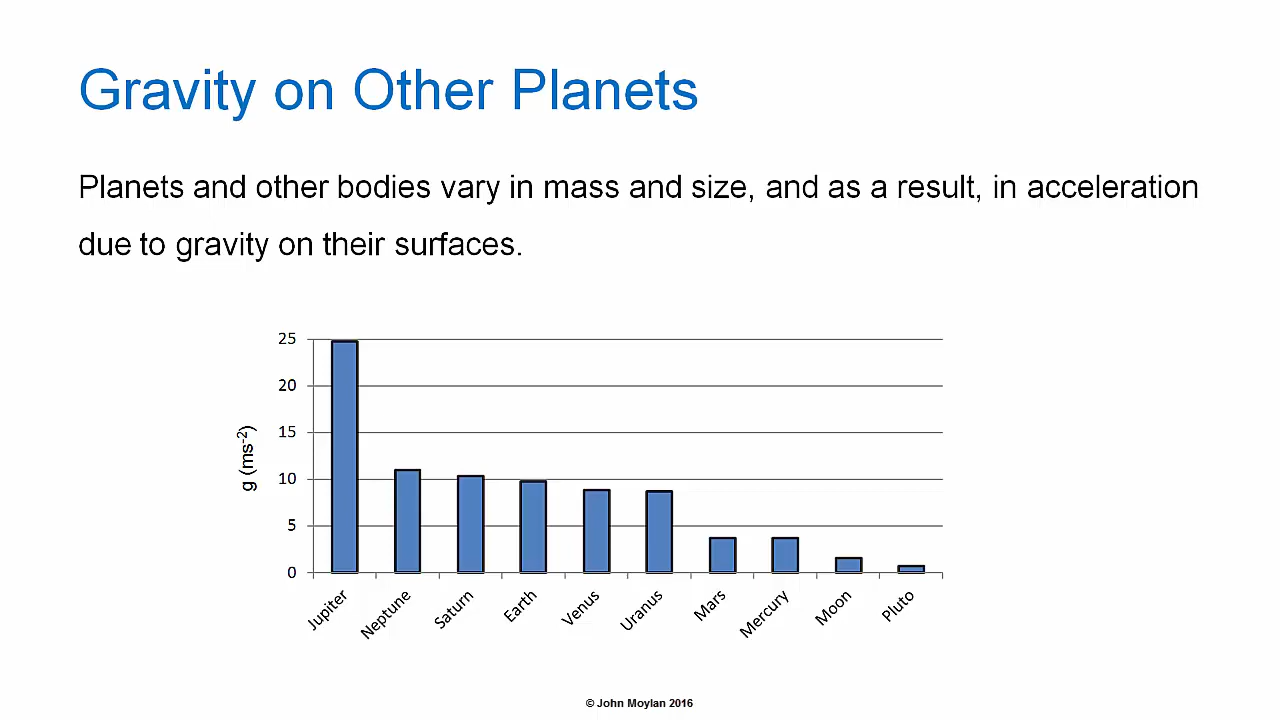 Gravity on Other Planets
Planets and other bodies vary in mass and size, and as a result, in acceleration
due to gravity on their surfaces.
25
20
15
10
5
0
g (ms⁻²)
Jupiter
Neptune
Saturn
Earth
Venus
Uranus
Mars
Mercury
Moon
Pluto
© John Moylan 2016